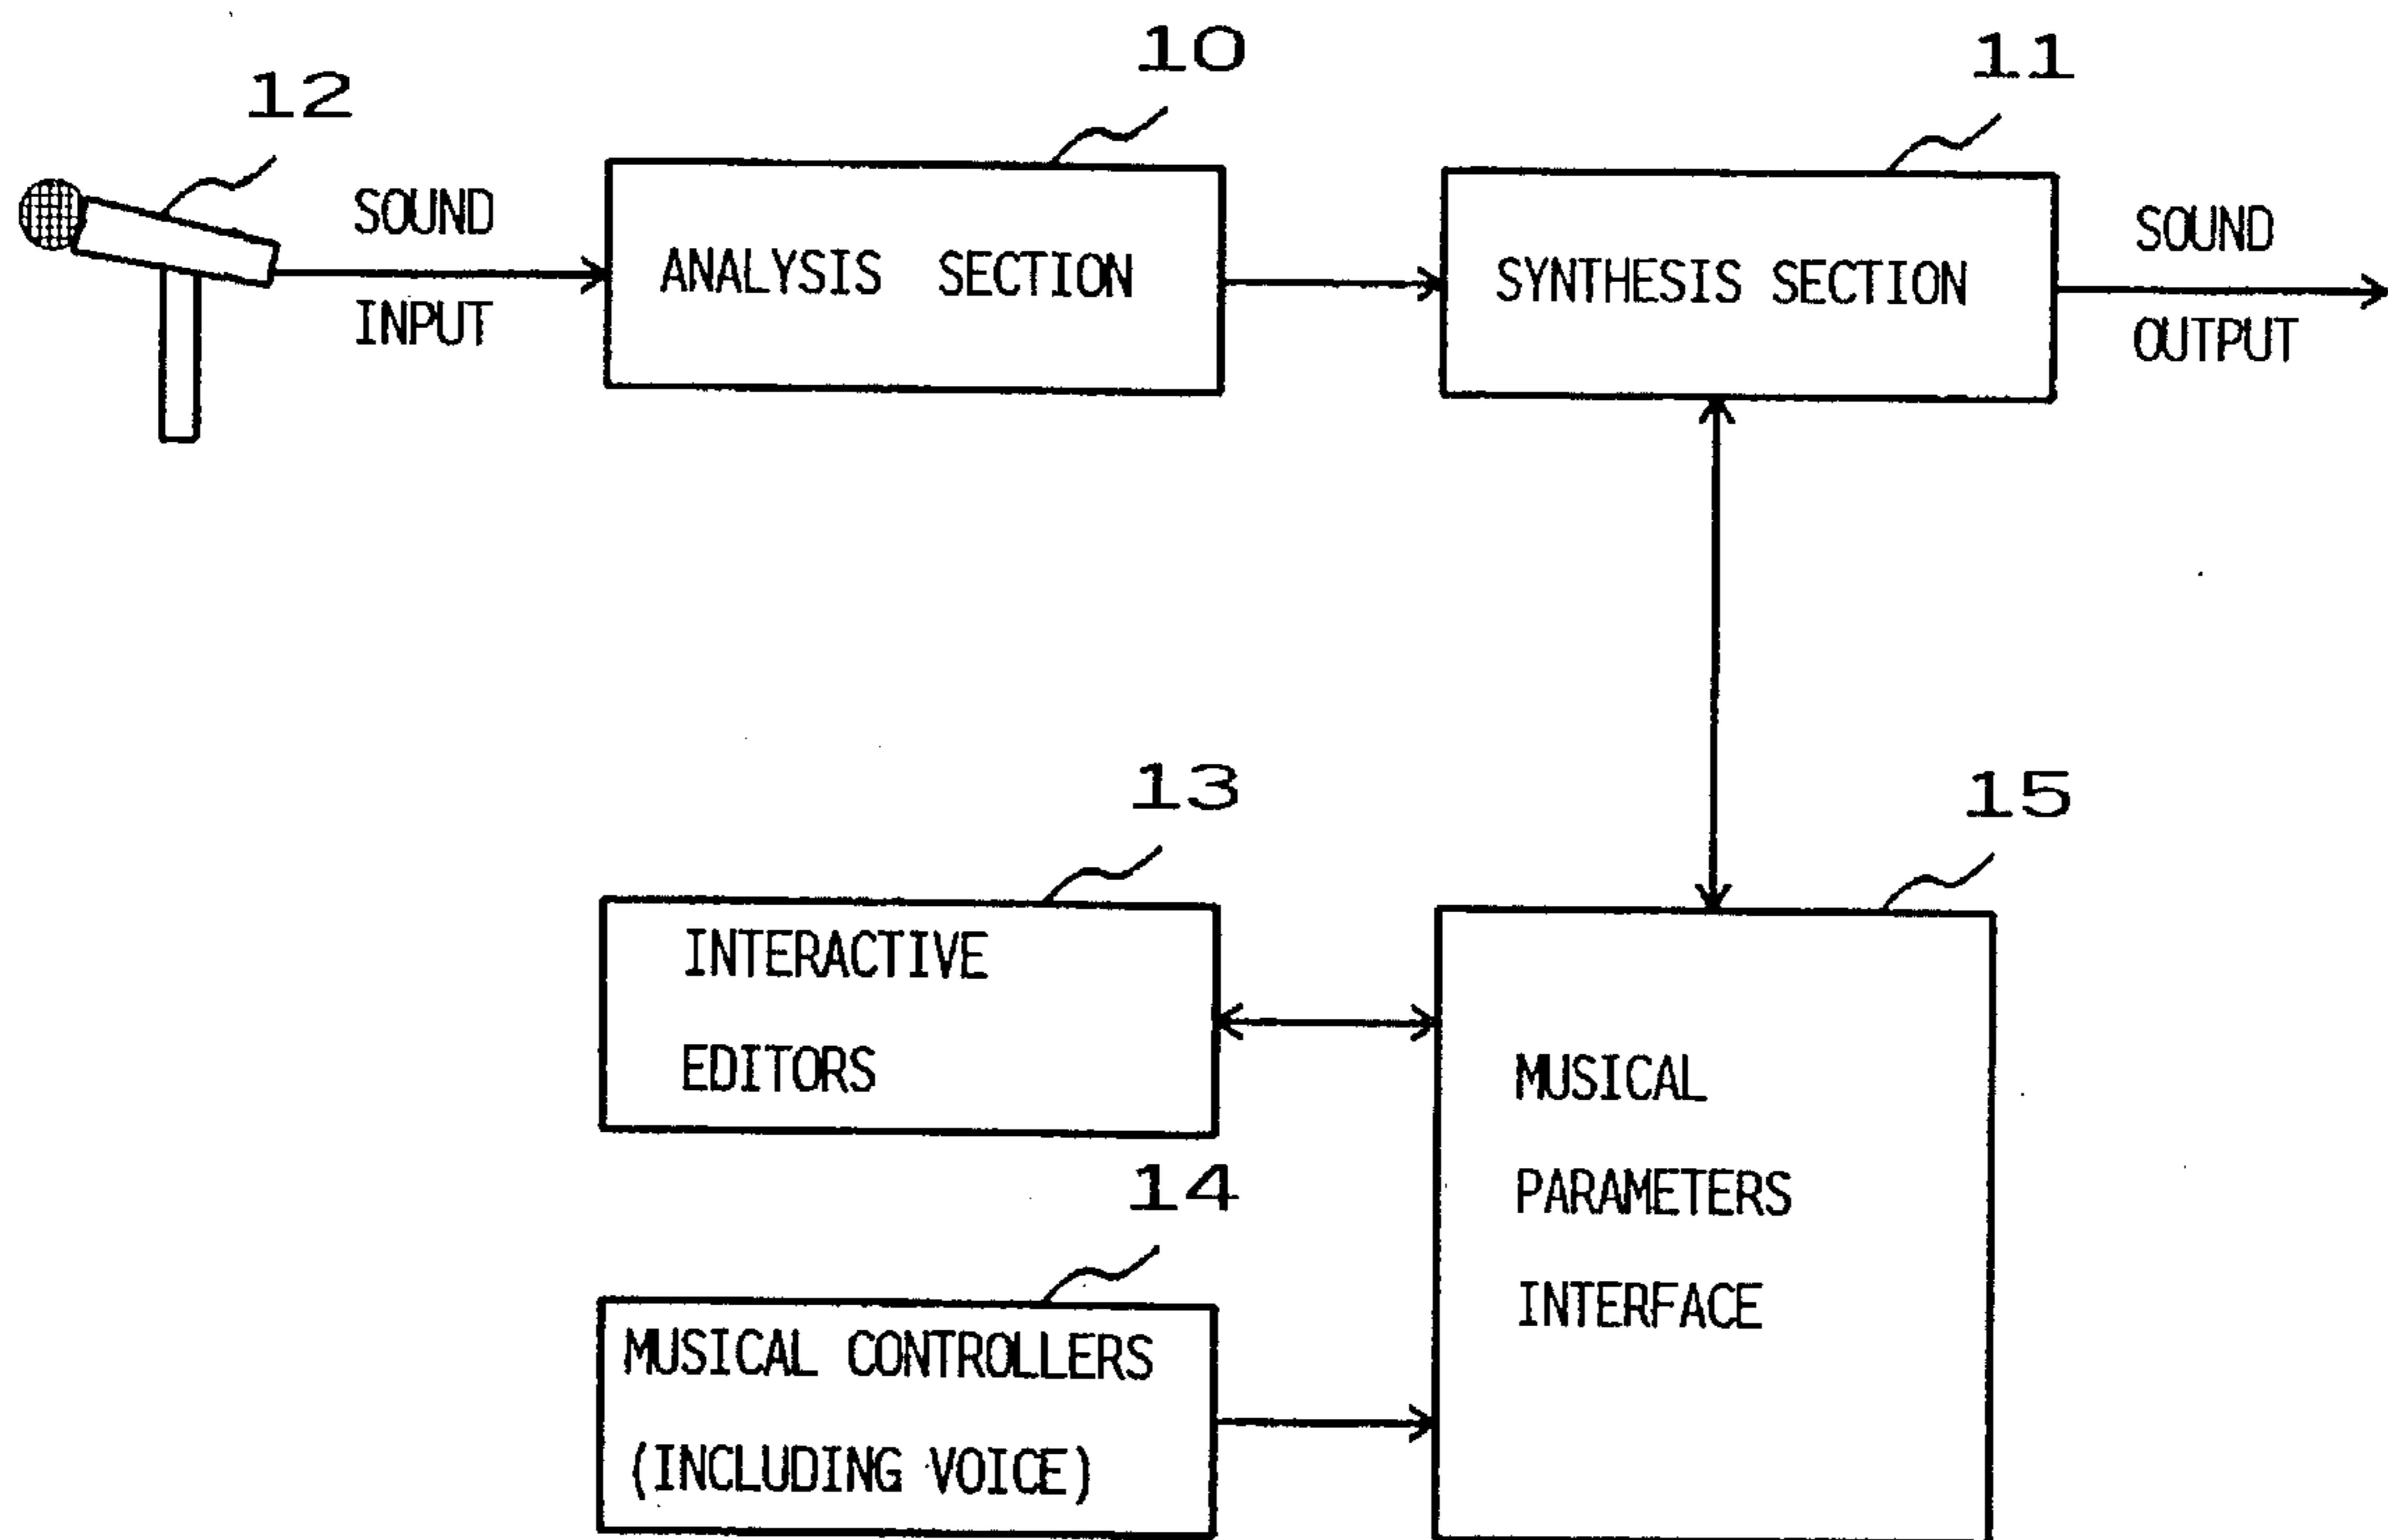 10
11
12
SOUND
INPUT
ANALYSIS SECTION
SYNTHESIS SECTION
SOUND
OUTPUT
13
15
INTERACTIVE
EDITORS
MUSICAL
PARAMETERS
INTERFACE
14
MUSICAL CONTROLLERS
(INCLUDING VOICE)